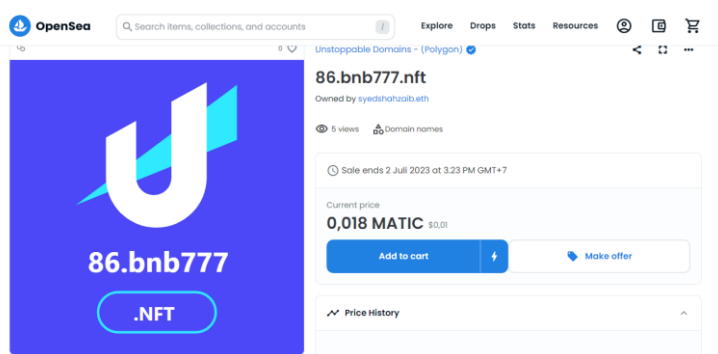 OpenSea
Search items, collections, and accounts
/
Explore
Drops
Stats
Resources
0
Unstoppable Domains - (Polygon)
86.bnb777.nft
Owned by syedshahzaib.eth
5 views
Domain names
Sale ends 2 Juli 2023 at 3.23 PM GMT+7
Current price
0,018 MATIC $0,01
Add to cart
Make offer
Price History
86.bnb777
.NFT